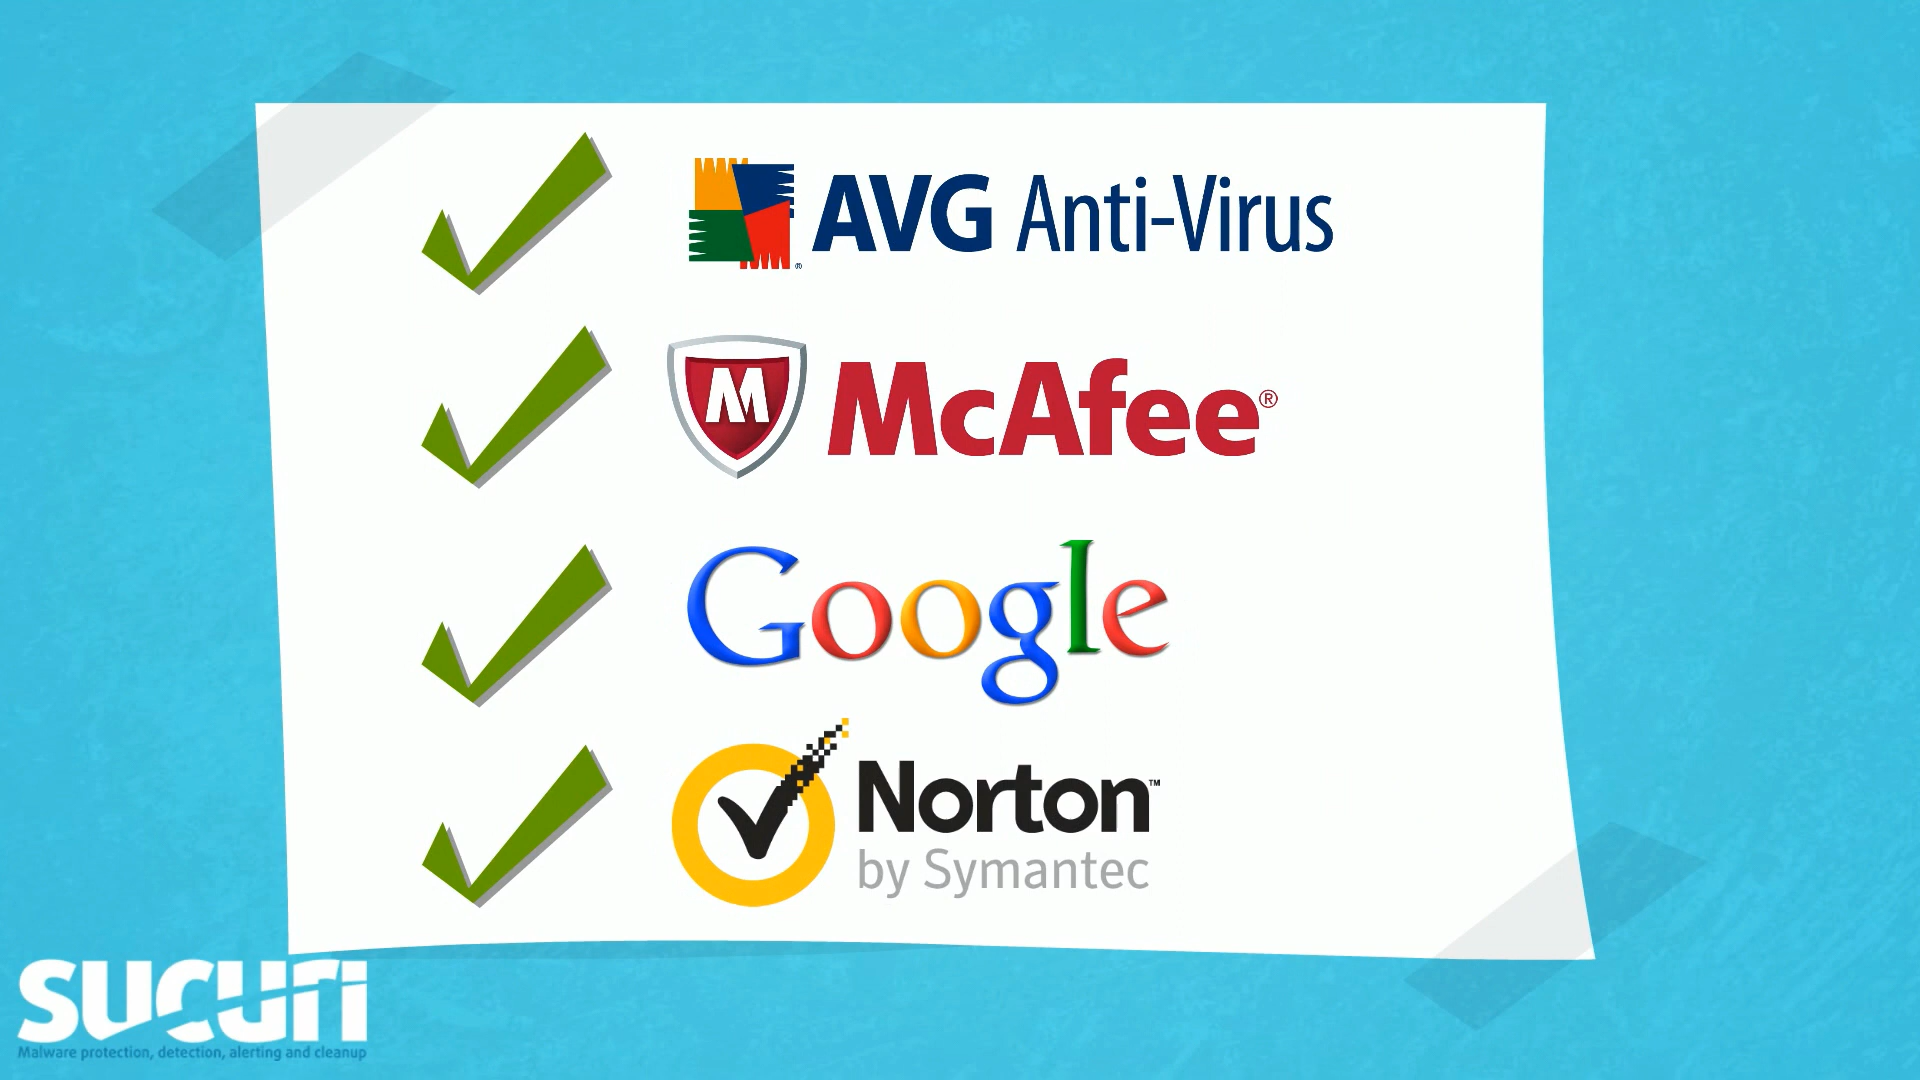 AVG Anti-Virus
McAfee®
Google
Norton™
by Symantec
sucuri
Malware protection, detection, alerting and cleanup